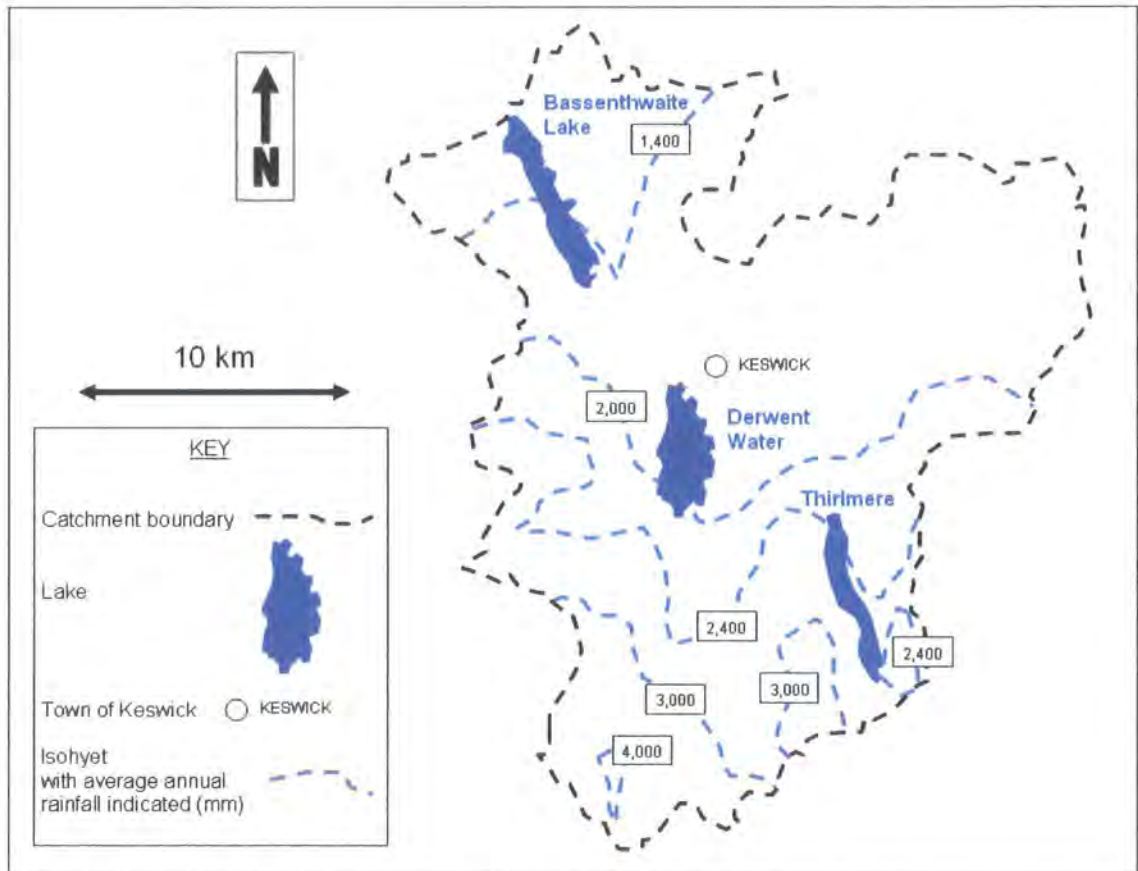 N
Bassenthwaite
Lake
1,400
10 km
KESWICK
2,000
Derwent
Water
Thirlmere
2,400
2,400
3,000
3,000
4,000
KEY
Catchment boundary
Lake
Town of Keswick
KESWICK
Isohyet
with average annual
rainfall indicated (mm)